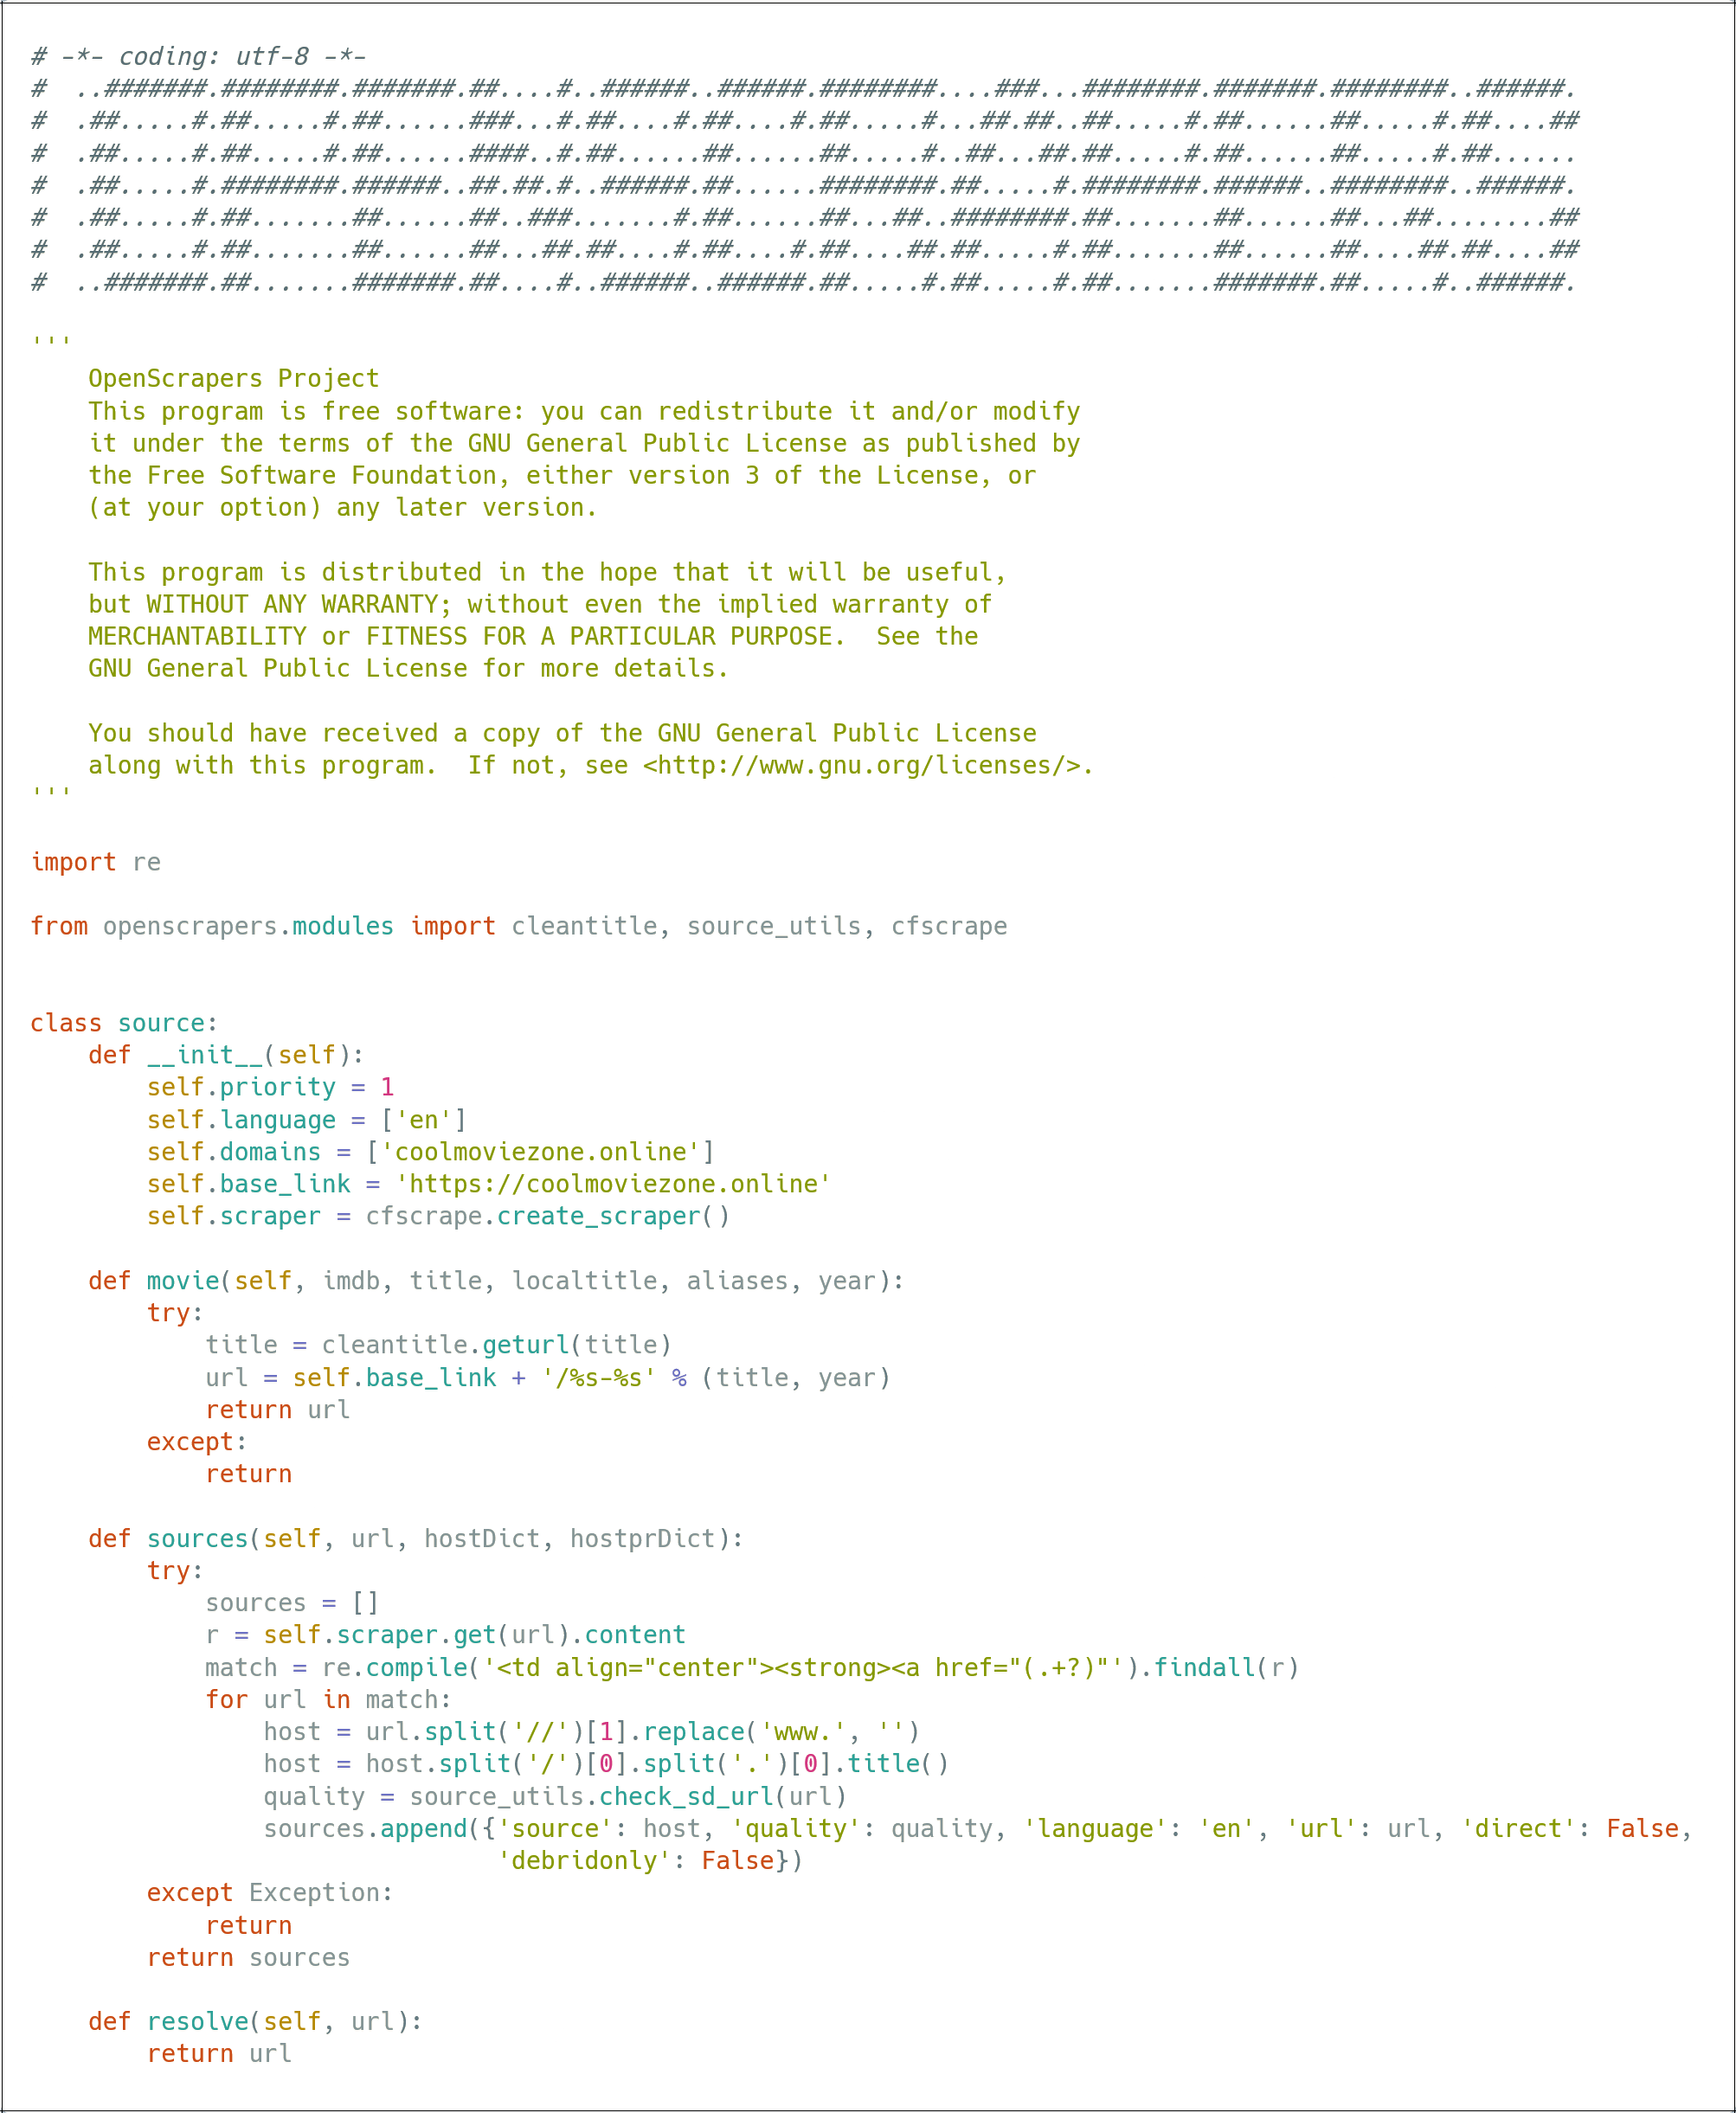 # -*- coding: utf-8 -*-
#  ..#######.########.#######.##....#..######..######.########....###...########.#######.########..######.
#  .##.....#.##.....#.##......###...#.##....#.##....#.##.....#...##.##..##.....#.##......##.....#.##....##
#  .##.....#.##.....#.##......####..#.##......##......##.....#..##...##.##.....#.##......##.....#.##......
#  .##.....#.########.######..##.##.#..######.##......########.##.....#.########.######..########..######.
#  .##.....#.##.......##......##..###.......#.##......##...##..########.##.......##......##...##........##
#  .##.....#.##.......##......##...##.##....#.##....#.##....##.##.....#.##.......##......##....##.##....##
#  ..#######.##.......#######.##....#..######..######.##.....#.##.....#.##.......#######.##.....#..######.

'''
    OpenScrapers Project
    This program is free software: you can redistribute it and/or modify
    it under the terms of the GNU General Public License as published by
    the Free Software Foundation, either version 3 of the License, or
    (at your option) any later version.

    This program is distributed in the hope that it will be useful,
    but WITHOUT ANY WARRANTY; without even the implied warranty of
    MERCHANTABILITY or FITNESS FOR A PARTICULAR PURPOSE.  See the
    GNU General Public License for more details.

    You should have received a copy of the GNU General Public License
    along with this program.  If not, see <http://www.gnu.org/licenses/>.
'''

import re

from openscrapers.modules import cleantitle, source_utils, cfscrape


class source:
    def __init__(self):
        self.priority = 1
        self.language = ['en']
        self.domains = ['coolmoviezone.online']
        self.base_link = 'https://coolmoviezone.online'
        self.scraper = cfscrape.create_scraper()

    def movie(self, imdb, title, localtitle, aliases, year):
        try:
            title = cleantitle.geturl(title)
            url = self.base_link + '/%s-%s' % (title, year)
            return url
        except:
            return

    def sources(self, url, hostDict, hostprDict):
        try:
            sources = []
            r = self.scraper.get(url).content
            match = re.compile('<td align="center"><strong><a href="(.+?)"').findall(r)
            for url in match:
                host = url.split('//')[1].replace('www.', '')
                host = host.split('/')[0].split('.')[0].title()
                quality = source_utils.check_sd_url(url)
                sources.append({'source': host, 'quality': quality, 'language': 'en', 'url': url, 'direct': False,
                                'debridonly': False})
        except Exception:
            return
        return sources

    def resolve(self, url):
        return url